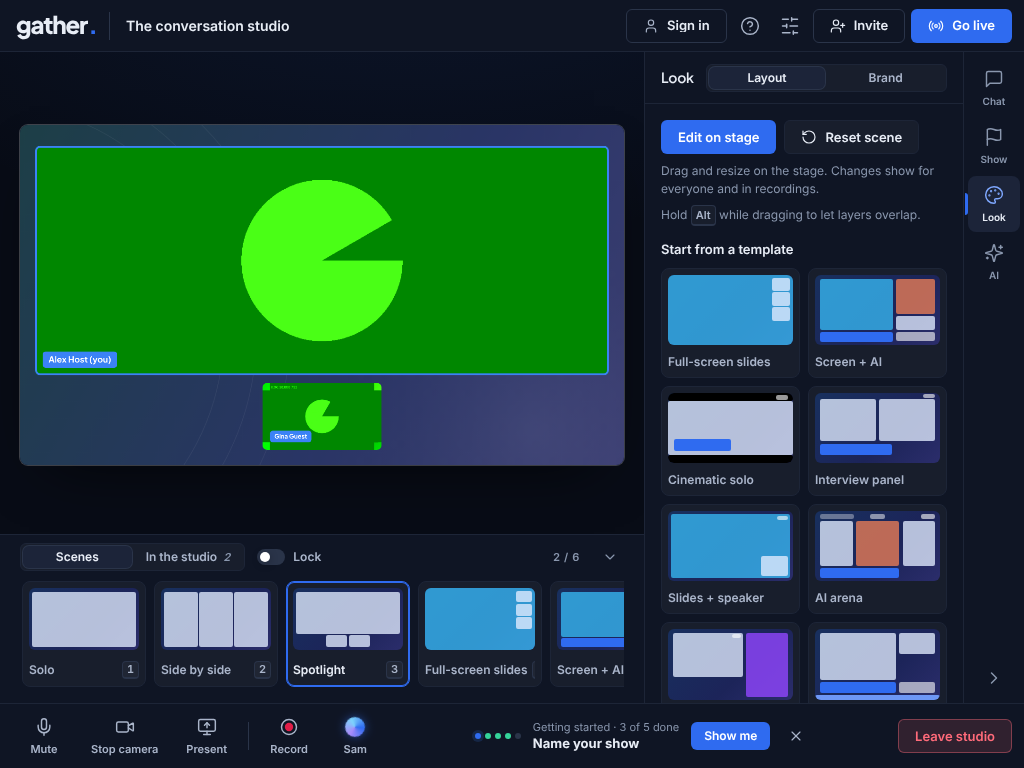 gather.
The conversation studio
Sign in
Invite
Go live
Look
Layout
Brand
Chat
Show
Look
AI
Edit on stage
Reset scene
Drag and resize on the stage. Changes show for
everyone and in recordings.
Hold Alt while dragging to let layers overlap.
Start from a template
Full-screen slides
Screen + AI
Cinematic solo
Interview panel
Slides + speaker
AI arena
Alex Host (you)
Gina Guest
Scenes
In the studio 2
Lock
2 / 6
Solo 1
Side by side 2
Spotlight 3
Full-screen slides
Screen + AI
Mute
Stop camera
Present
Record
Sam
Getting started · 3 of 5 done
Name your show
Show me
Leave studio